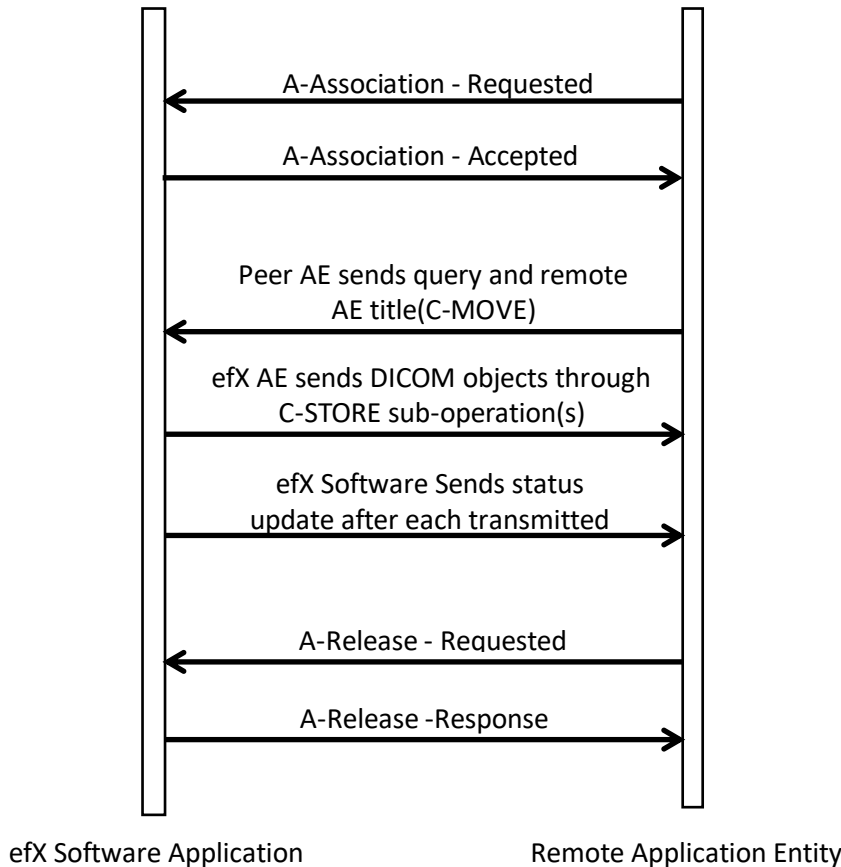 A-Association - Requested
A-Association - Accepted
Peer AE sends query and remote
AE title(C-MOVE)
efX AE sends DICOM objects through
C-STORE sub-operation(s)
efX Software Sends status
update after each transmitted
A-Release - Requested
A-Release -Response
efX Software Application
Remote Application Entity